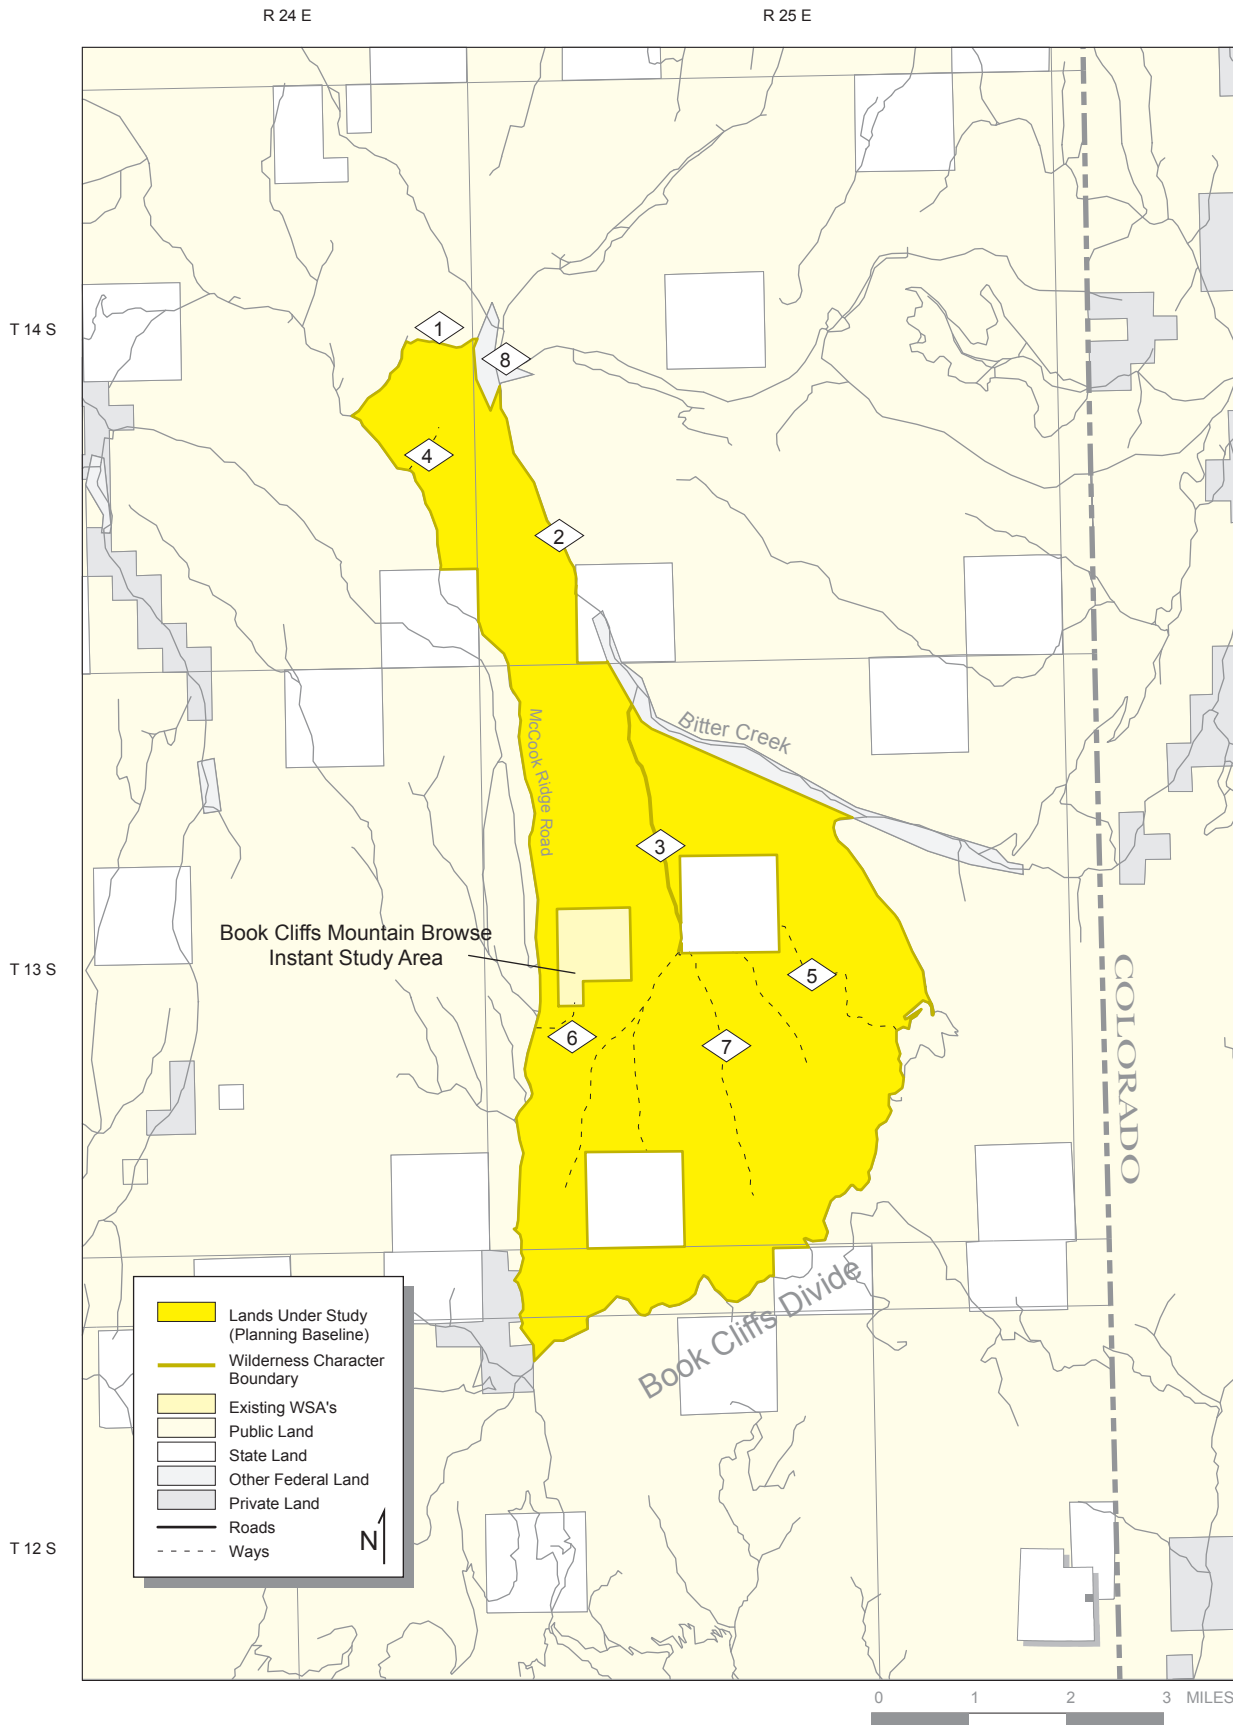 R 24 E
R 25 E
T 14 S
1
8
4
2
Bitter Creek
McCook Ridge Road
3
Book Cliffs Mountain Browse
Instant Study Area
T 13 S
5
6
7
COLORADO
Book Cliffs Divide
Lands Under Study
(Planning Baseline)
Wilderness Character
Boundary
Existing WSA's
Public Land
State Land
Other Federal Land
Private Land
Roads
Ways
N
T 12 S
0 1 2 3 MILES